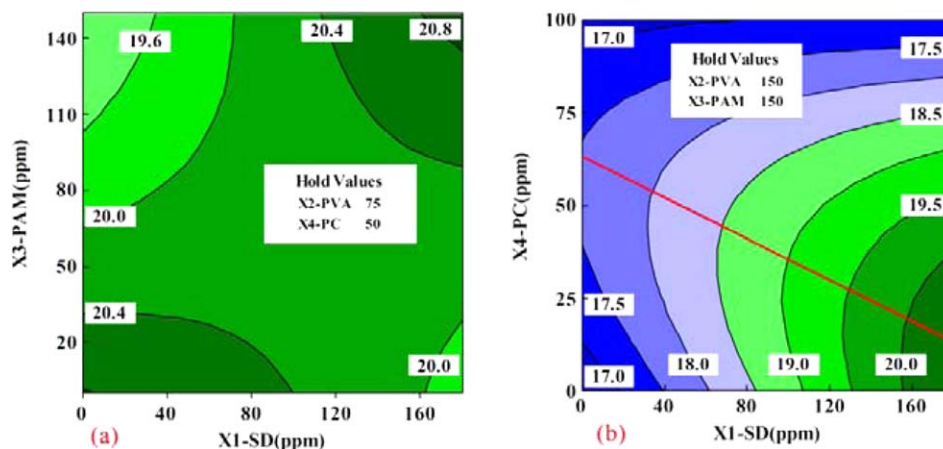 19.6
20.4
20.8
20.0
20.4
20.0
Hold Values
X2-PVA 75
X4-PC 50
140
110
80
50
20
0
40
80
120
160
X3-PAM(ppm)
X1-SD(ppm)
(a)
17.0
17.5
18.5
19.5
17.5
17.0
18.0
19.0
20.0
Hold Values
X2-PVA 150
X3-PAM 150
100
75
50
25
0
0
40
80
120
160
X4-PC(ppm)
X1-SD(ppm)
(b)